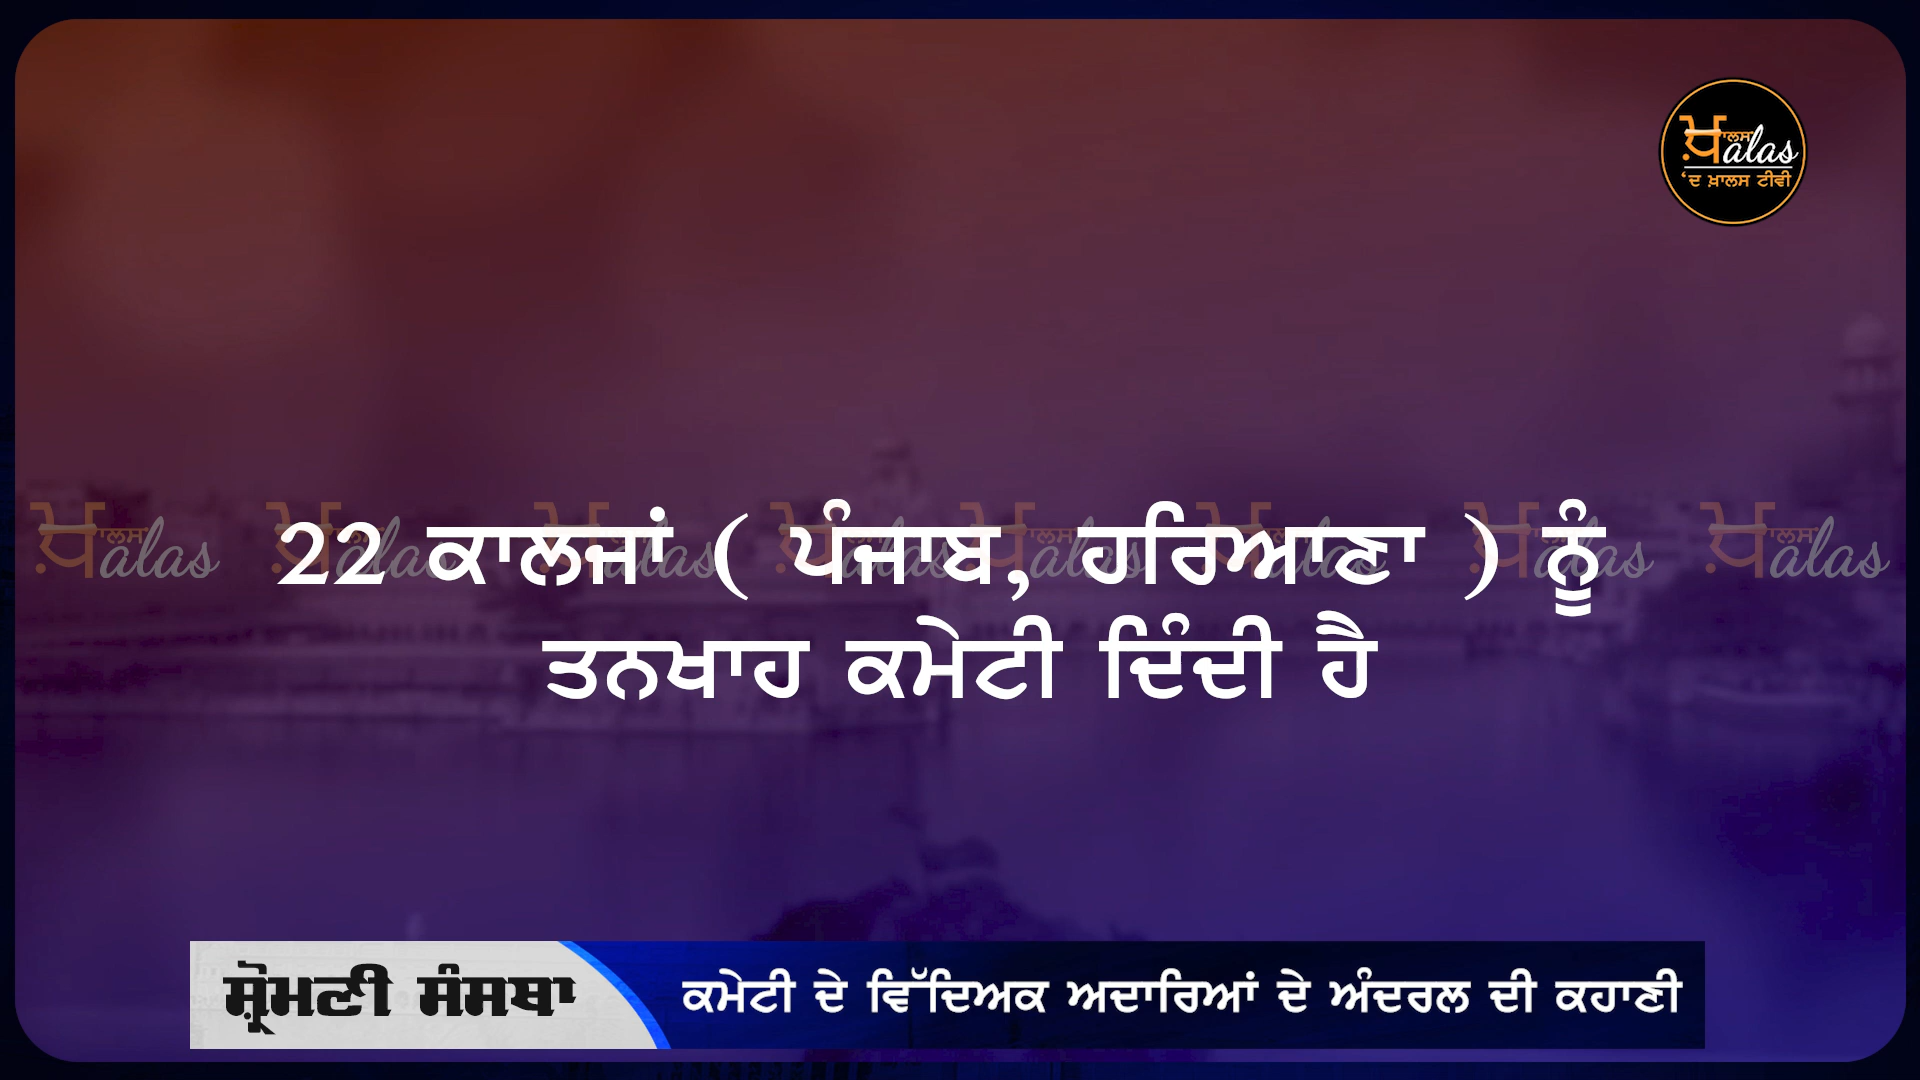 ਖ਼ਾਲਸ alas
'ਦ ਖ਼ਾਲਸ ਟੀਵੀ
22 ਕਾਲਜਾਂ ( ਪੰਜਾਬ, ਹਰਿਆਣਾ ) ਨੂੰ
ਤਨਖਾਹ ਕਮੇਟੀ ਦਿੰਦੀ ਹੈ
ਸ਼੍ਰੋਮਣੀ ਸੰਸਥਾ
ਕਮੇਟੀ ਦੇ ਵਿੱਦਿਅਕ ਅਦਾਰਿਆਂ ਦੇ ਅੰਦਰਲ ਦੀ ਕਹਾਣੀ